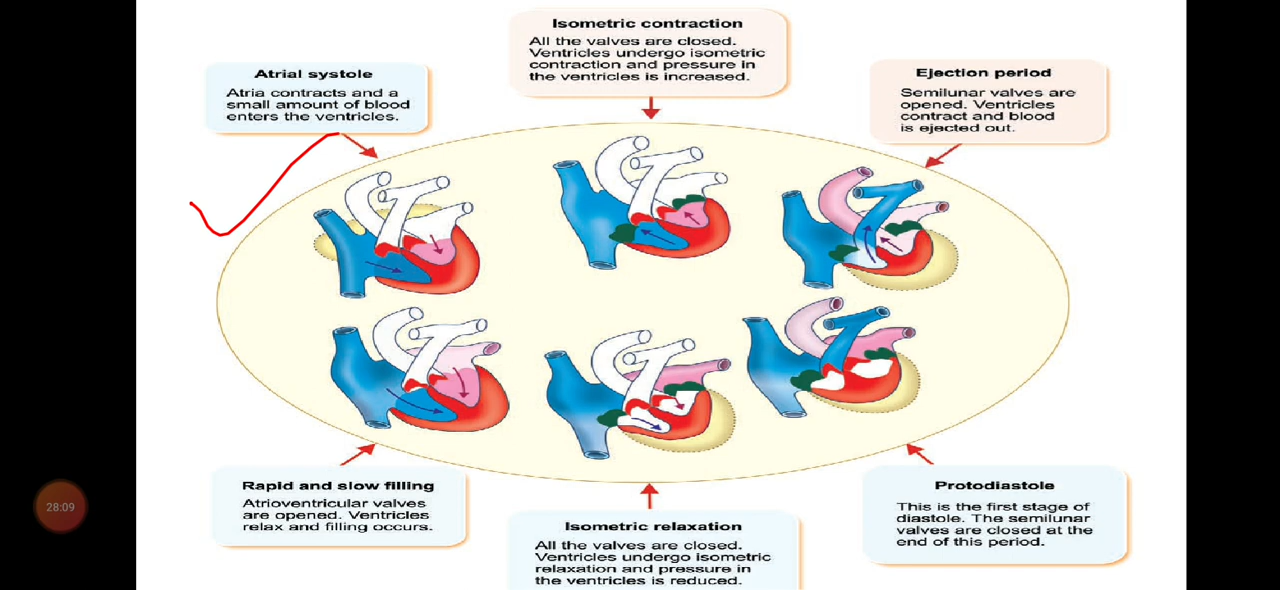 Isometric contraction
All the valves are closed.
Ventricles undergo isometric
contraction and pressure in
the ventricles is increased.
Atrial systole
Atria contracts and a
small amount of blood
enters the ventricles.
Ejection period
Semilunar valves are
opened. Ventricles
contract and blood
is ejected out.
Rapid and slow filling
Atrioventricular valves
are opened. Ventricles
relax and filling occurs.
Isometric relaxation
All the valves are closed.
Ventricles undergo isometric
relaxation and pressure in
the ventricles is reduced.
Protodiastole
This is the first stage of
diastole. The semilunar
valves are closed at the
end of this period.
28:09